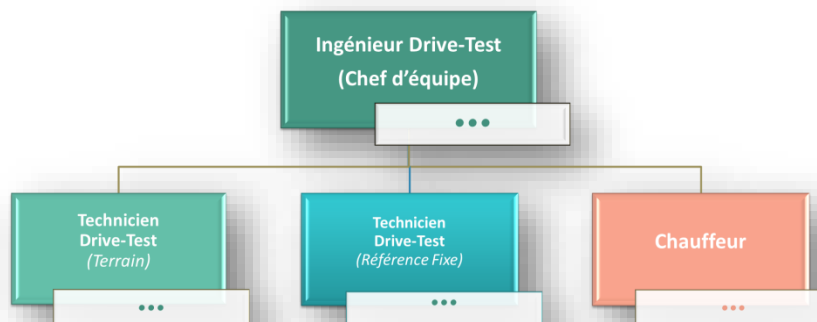 Ingénieur Drive-Test
(Chef d’équipe)
•••
Technicien
Drive-Test
(Terrain)
•••
Technicien
Drive-Test
(Référence Fixe)
•••
Chauffeur
•••